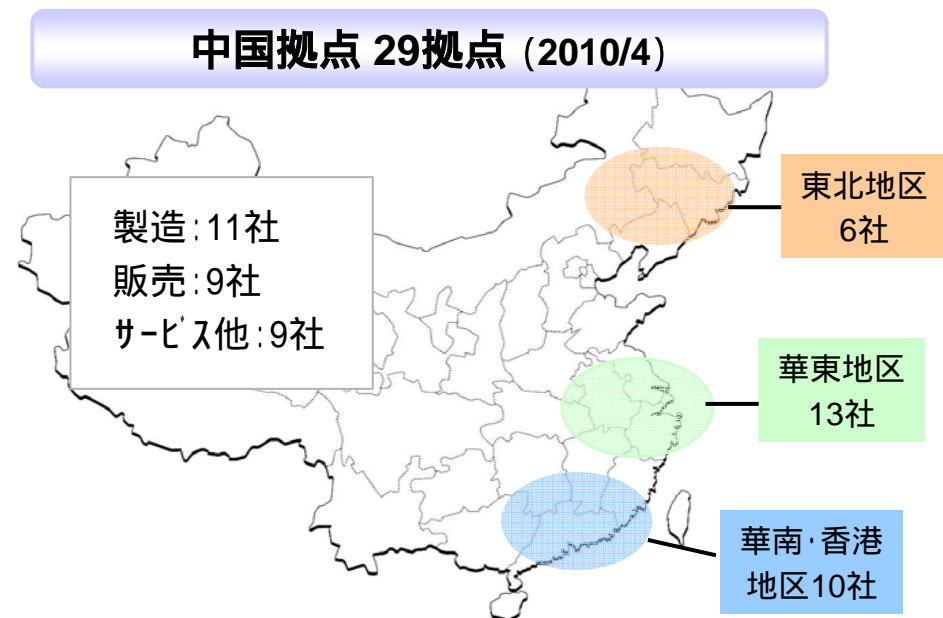 中国拠点 29拠点（2010/4）
製造:11社
販売:9社
ｻｰﾋﾞｽ他:9社
東北地区
6社
華東地区
13社
華南･香港
地区10社